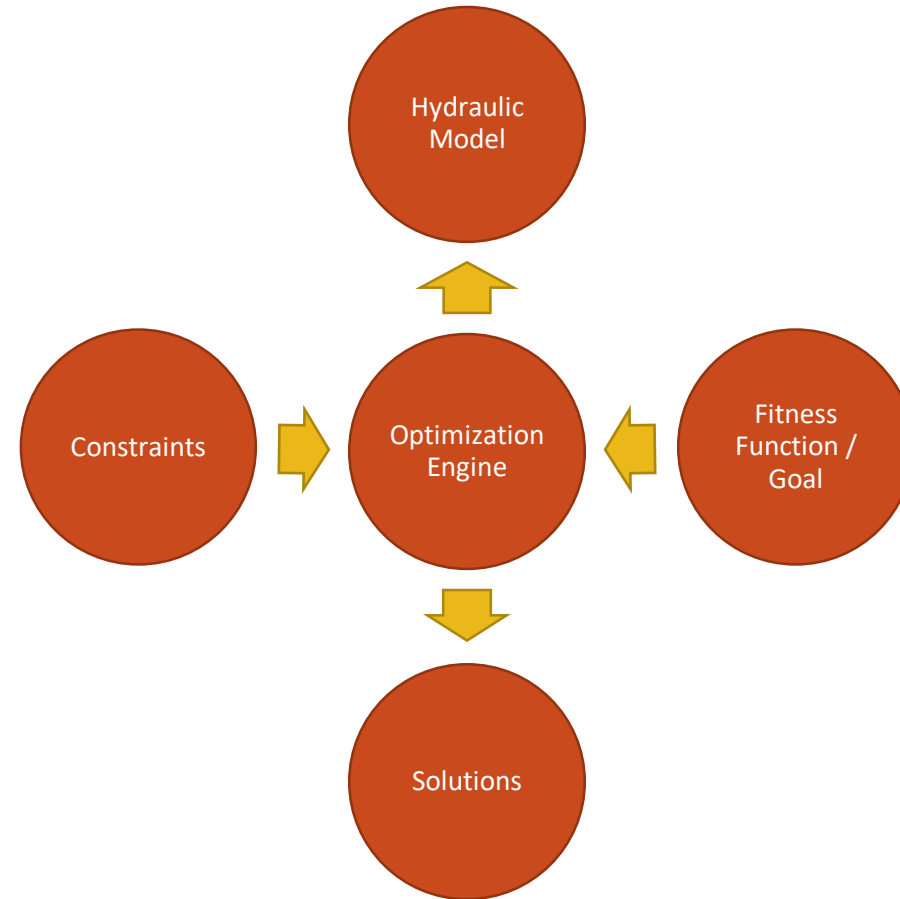 Hydraulic
Model
Constraints
Optimization
Engine
Fitness
Function /
Goal
Solutions